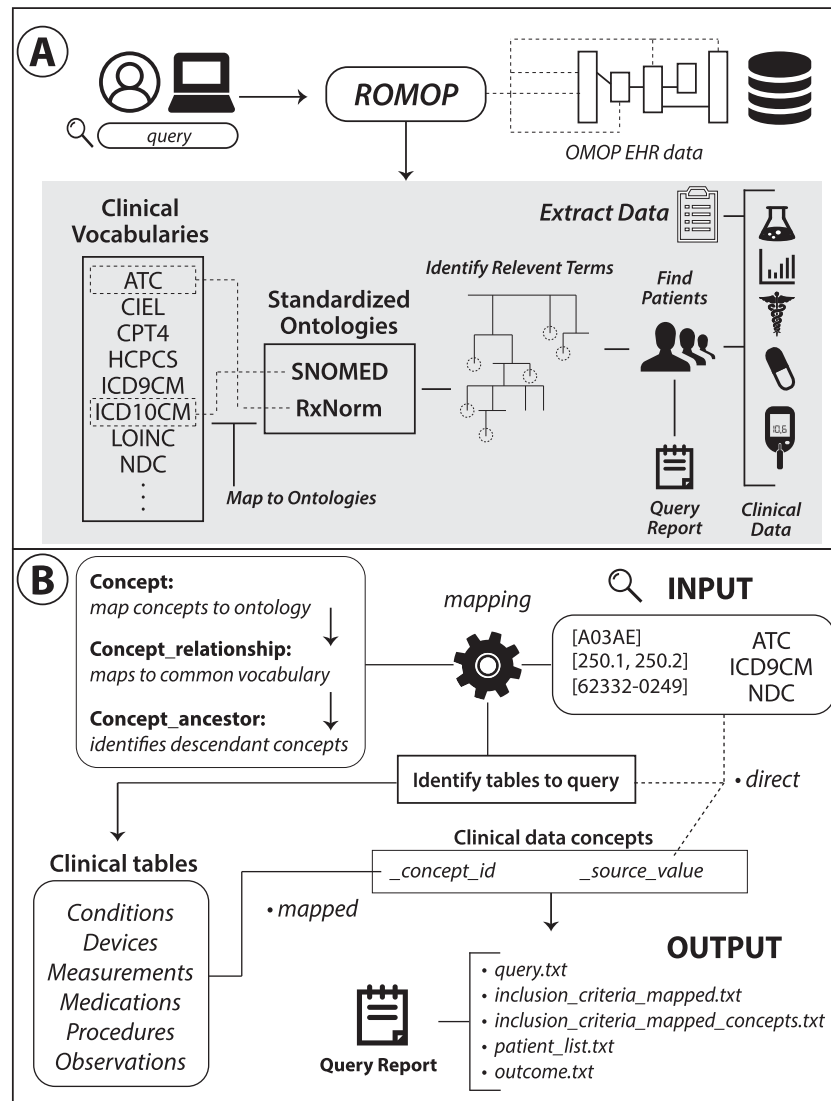 A
query
ROMOP
OMOP EHR data
Clinical
Vocabularies
ATC
CIEL
CPT4
HCPCS
ICD9CM
ICD10CM
LOINC
NDC
Map to Ontologies
Standardized
Ontologies
SNOMED
RxNorm
Identify Relevent Terms
Extract Data
Find
Patients
Query
Report
10,6
Clinical
Data
B
Concept:
map concepts to ontology
Concept_relationship:
maps to common vocabulary
Concept_ancestor:
identifies descendant concepts
mapping
INPUT
[A03AE] ATC
[250.1, 250.2] ICD9CM
[62332-0249] NDC
Identify tables to query
• direct
Clinical tables
Conditions
Devices
Measurements
Medications
Procedures
Observations
• mapped
Clinical data concepts
_concept_id _source_value
OUTPUT
Query Report
• query.txt
• inclusion_criteria_mapped.txt
• inclusion_criteria_mapped_concepts.txt
• patient_list.txt
• outcome.txt